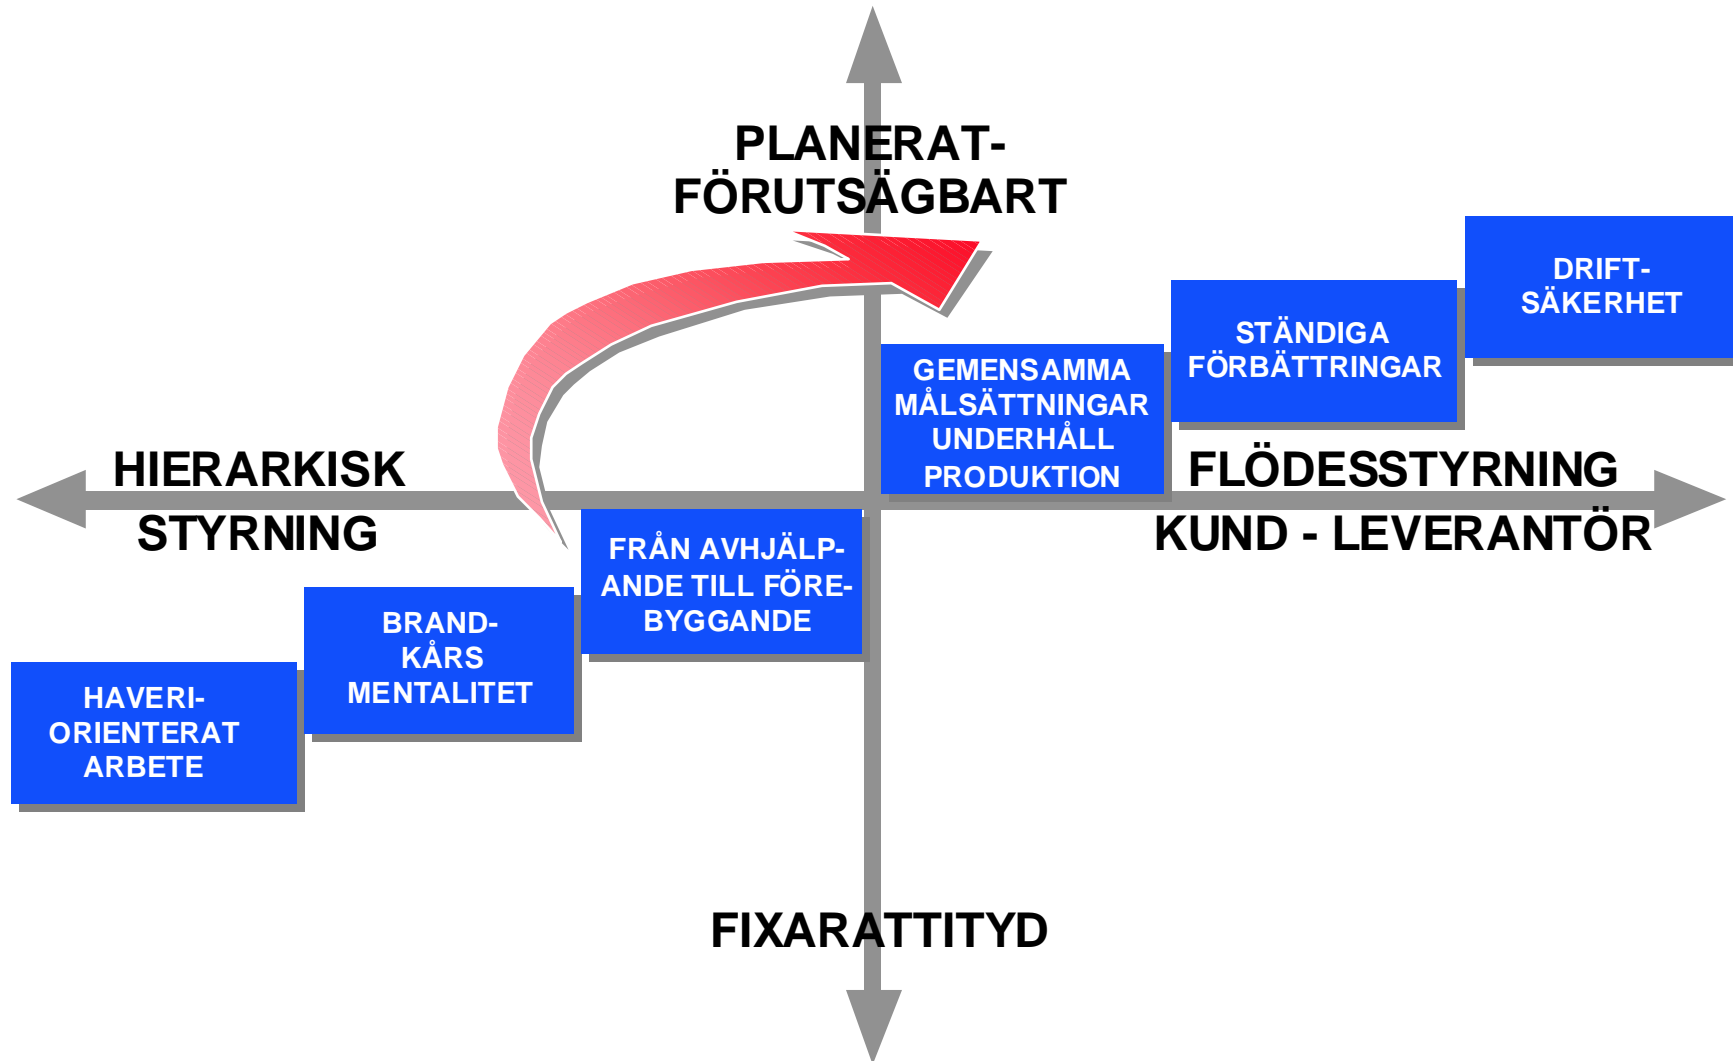 PLANERAT-
FÖRUTSÄGBART
DRIFT-
SÄKERHET
STÄNDIGA
FÖRBÄTTRINGAR
GEMENSAMMA
MÅLSÄTTNINGAR
UNDERHÅLL
PRODUKTION
HIERARKISK
STYRNING
FLÖDESSTYRNING
KUND - LEVERANTÖR
FRÅN AVHJÄLP-
ANDE TILL FÖRE-
BYGGANDE
BRAND-
KÅRS
MENTALITET
HAVERI-
ORIENTERAT
ARBETE
FIXARATTITYD